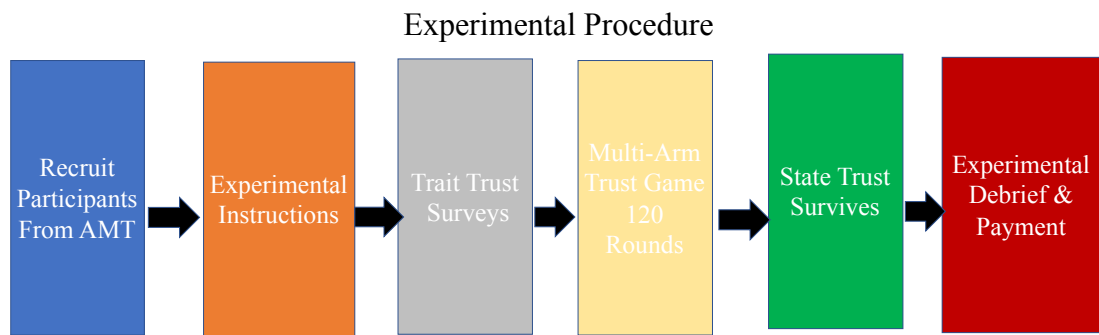 Experimental Procedure
Recruit
Participants
From AMT
Experimental
Instructions
Trait Trust
Surveys
Multi-Arm
Trust Game
120
Rounds
State Trust
Survives
Experimental
Debrief &
Payment